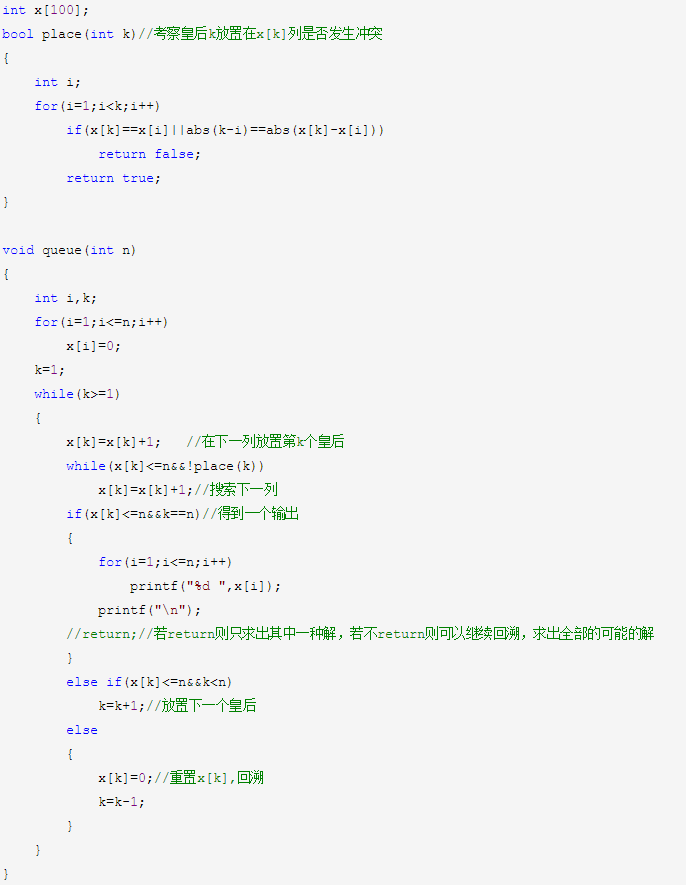 int x[100];
bool place(int k)//考察皇后k放置在x[k]列是否发生冲突
{
    int i;
    for(i=1;i<k;i++)
        if(x[k]==x[i]||abs(k-i)==abs(x[k]-x[i]))
            return false;
        return true;
}

void queue(int n)
{
    int i,k;
    for(i=1;i<=n;i++)
        x[i]=0;
    k=1;
    while(k>=1)
    {
        x[k]=x[k]+1;   //在下一列放置第k个皇后
        while(x[k]<=n&&!place(k))
            x[k]=x[k]+1;//搜索下一列
        if(x[k]<=n&&k==n)//得到一个输出
        {
            for(i=1;i<=n;i++)
                printf("%d ",x[i]);
            printf("\n");
        //return;//若return则只求出其中一种解，若不return则可以继续回溯，求出全部的可能的解
        }
        else if(x[k]<=n&&k<n)
            k=k+1;//放置下一个皇后
        else
        {
            x[k]=0;//重置x[k],回溯
            k=k-1;
        }
    }
}